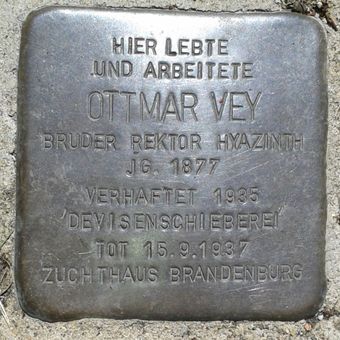 HIER LEBTE
UND ARBEITETE
OTTMAR VEY
BRUDER REKTOR HYAZINTH
JG. 1877
VERHAFTET 1935
'DEVISENSCHIEBEREI'
TOT 15.9.1937
ZUCHTHAUS BRANDENBURG